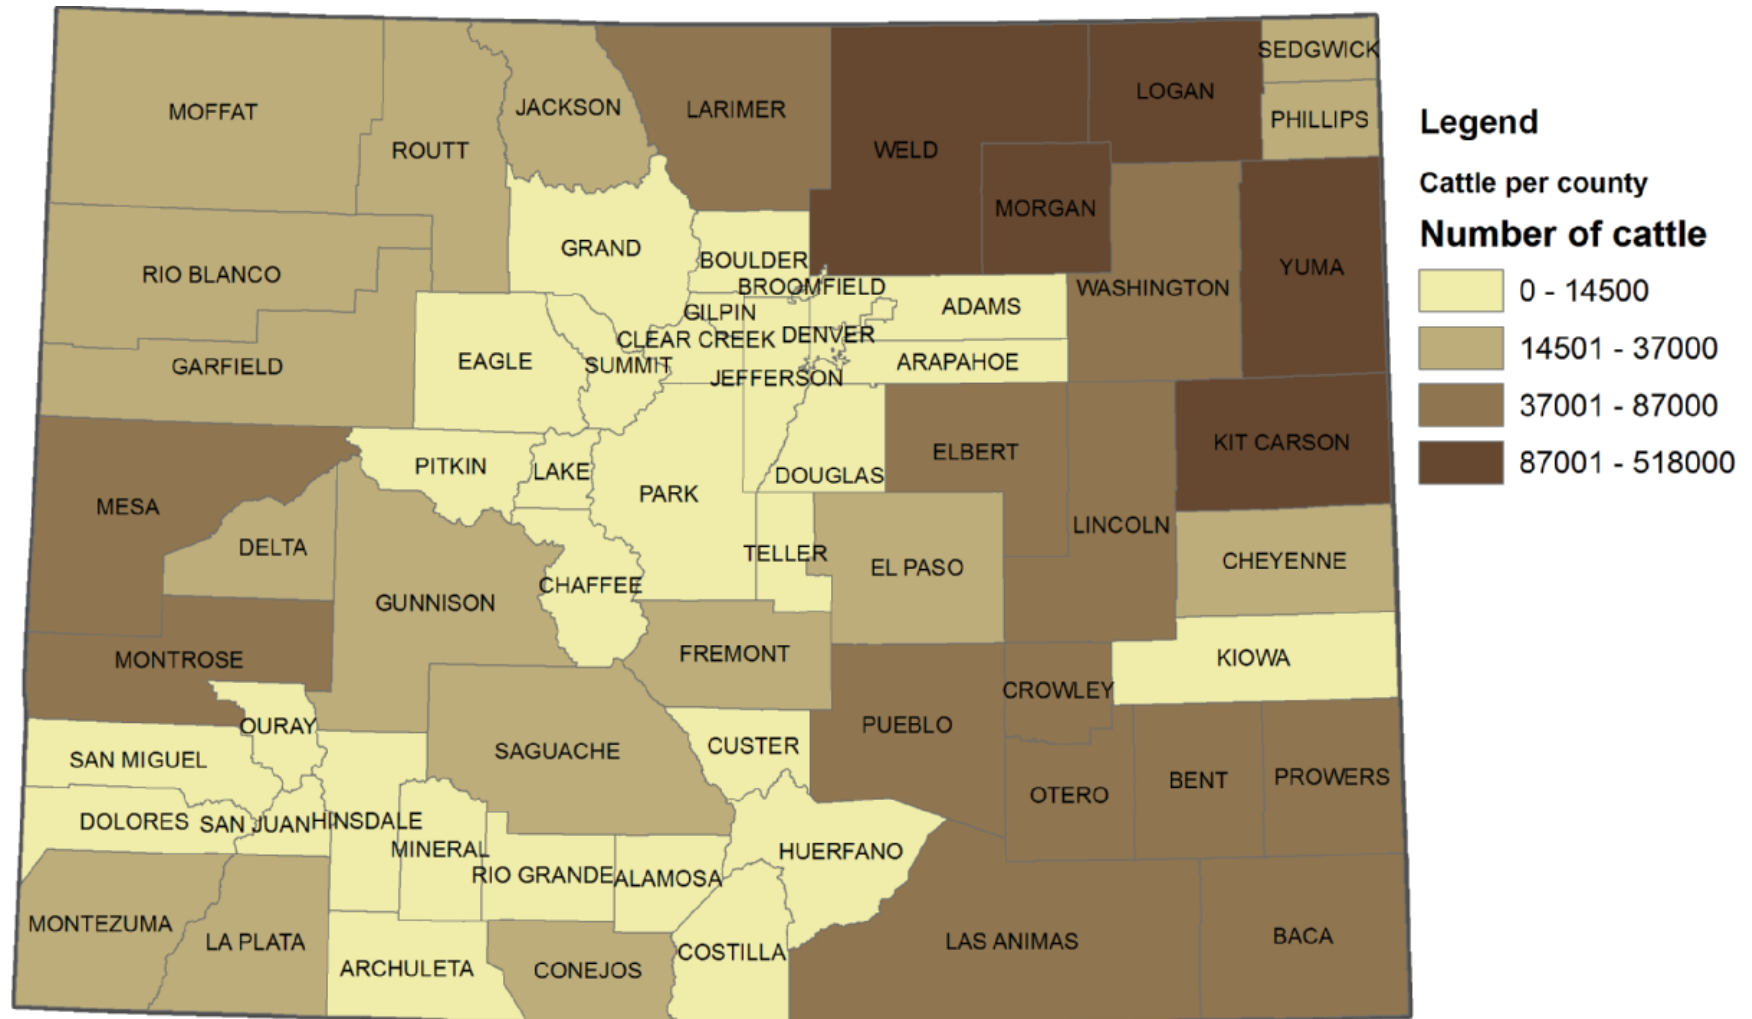 SEDGWICK
LOGAN
JACKSON
LARIMER
MOFFAT
PHILLIPS
ROUTT
WELD
MORGAN
GRAND
BOULDER
RIO BLANCO
YUMA
BROOMFIELD
WASHINGTON
ADAMS
GILPIN
CLEAR CREEK
DENVER
EAGLE
SUMMIT
ARAPAHOE
GARFIELD
JEFFERSON
KIT CARSON
ELBERT
PITKIN
LAKE
DOUGLAS
PARK
MESA
LINCOLN
DELTA
TELLER
CHEYENNE
EL PASO
CHAFFEE
GUNNISON
FREMONT
MONTROSE
KIOWA
CROWLEY
OURAY
PUEBLO
CUSTER
SAGUACHE
SAN MIGUEL
PROWERS
BENT
OTERO
DOLORES
SAN JUAN
HINSDALE
MINERAL
HUERFANO
RIO GRANDE
ALAMOSA
MONTEZUMA
LA PLATA
BACA
LAS ANIMAS
COSTILLA
ARCHULETA
CONEJOS
Legend
Cattle per county
Number of cattle
0 - 14500
14501 - 37000
37001 - 87000
87001 - 518000